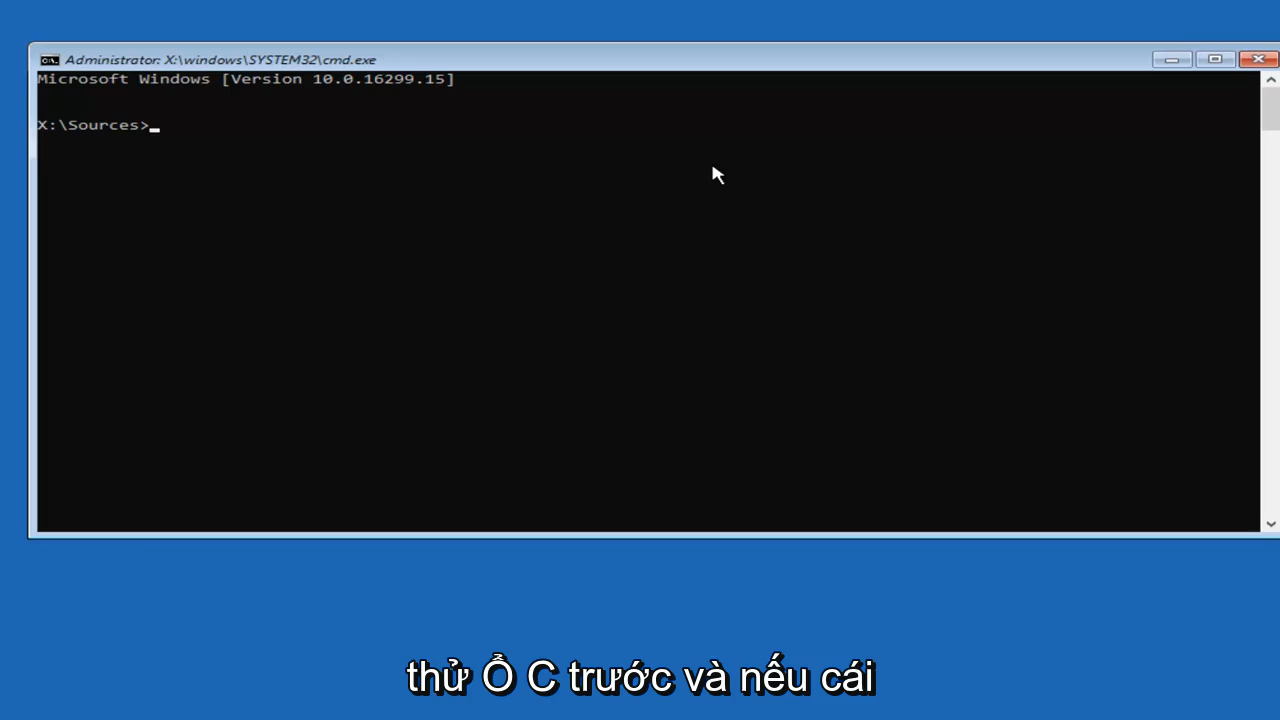 Administrator: X:\windows\SYSTEM32\cmd.exe
Microsoft Windows [Version 10.0.16299.15]
X:\Sources>
thử Ổ C trước và nếu cái